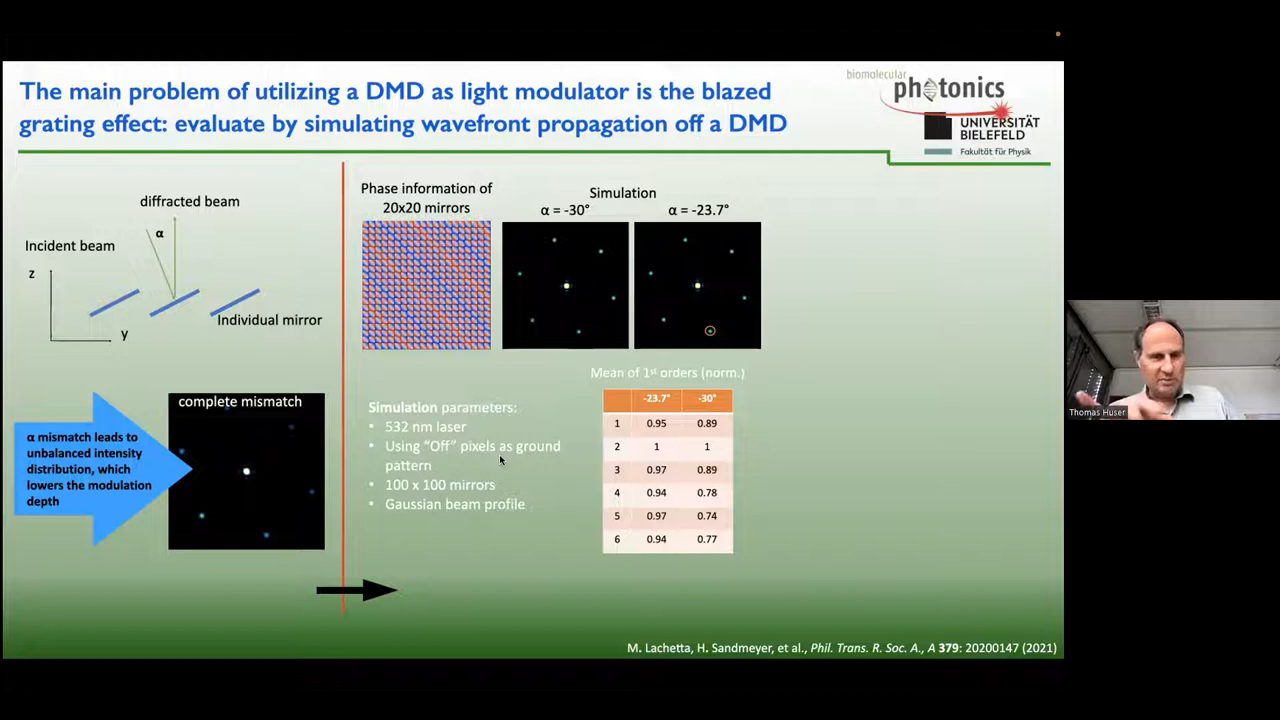 The main problem of utilizing a DMD as light modulator is the blazed
grating effect: evaluate by simulating wavefront propagation off a DMD
biomolecular
photonics
UNIVERSITÄT
BIELEFELD
Fakultät für Physik
diffracted beam
α
Incident beam
z
y
Individual mirror
α mismatch leads to
unbalanced intensity
distribution, which
lowers the modulation
depth
complete mismatch
Phase information of
20x20 mirrors
Simulation
α = -30°
α = -23.7°
Simulation parameters:
• 532 nm laser
• Using “Off” pixels as ground
pattern
• 100 x 100 mirrors
• Gaussian beam profile
Mean of 1st orders (norm.)
-23.7° -30°
1 0.95 0.89
2 1 1
3 0.97 0.89
4 0.94 0.78
5 0.97 0.74
6 0.94 0.77
M. Lachetta, H. Sandmeyer, et al., Phil. Trans. R. Soc. A., A 379: 20200147 (2021)
Thomas Huser